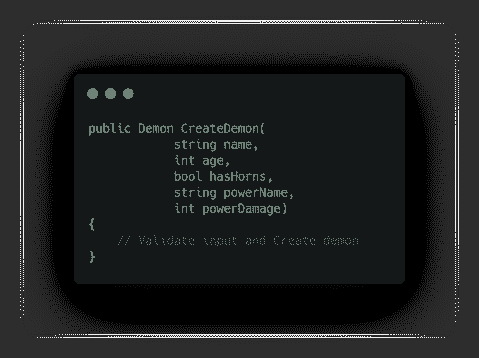 public Demon CreateDemon(
string name,
int age,
bool hasHorns,
string powerName,
int powerDamage)
{
// Validate input and Create demon
}